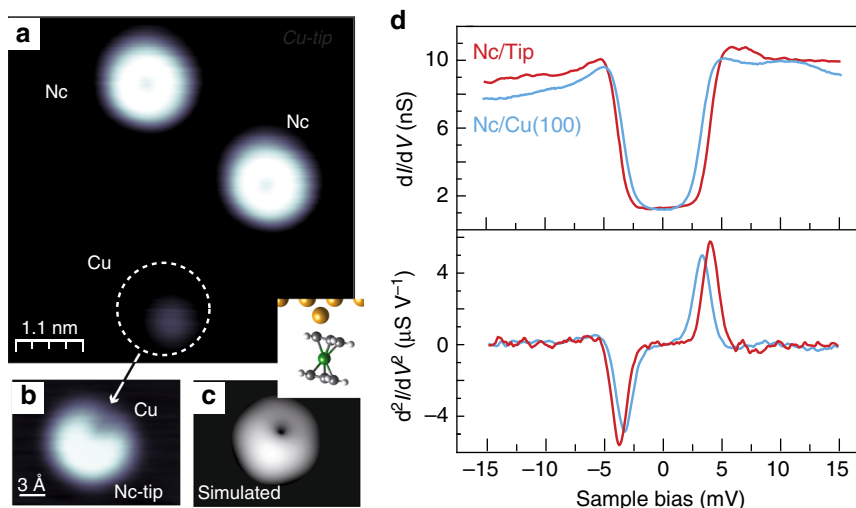 a
Cu-tip
Nc
Nc
Cu
1.1 nm
b
Cu
3 Å
Nc-tip
c
Simulated
d
Nc/Tip
Nc/Cu(100)
dI/dV (nS)
10
6
2
d²I/dV² (μS V⁻¹)
4
0
−4
−15 −10 −5 0 5 10 15
Sample bias (mV)